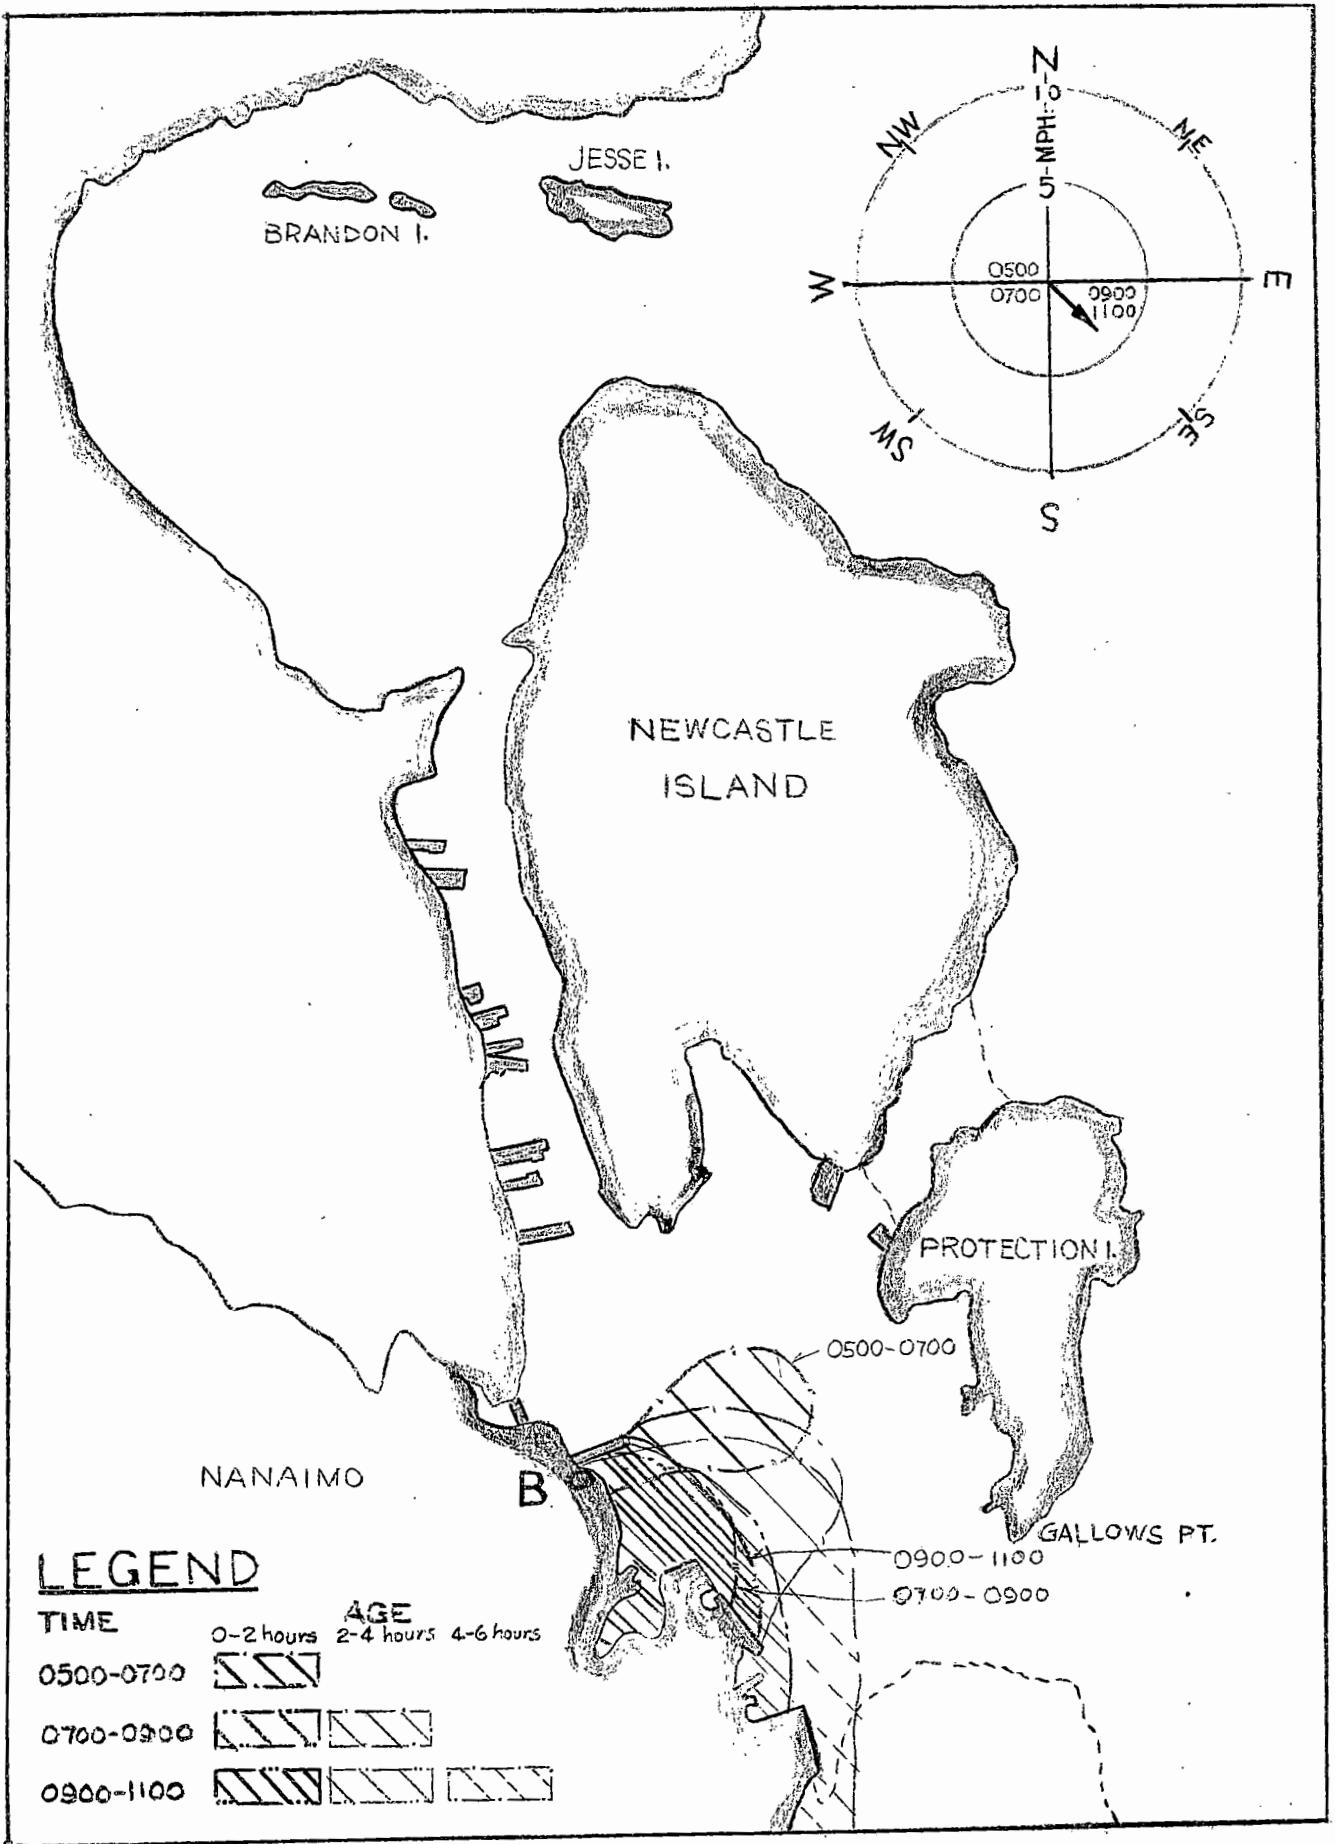 N
10
MPH
5
NW
NE
W
E
0500
0700
0900
1100
SW
SE
S
JESSE I.
BRANDON I.
NEWCASTLE
ISLAND
PROTECTION I.
0500-0700
NANAIMO
B
GALLOWS PT.
0900-1100
0700-0900
LEGEND
TIME AGE
0-2 hours 2-4 hours 4-6 hours
0500-0700
0700-0900
0900-1100